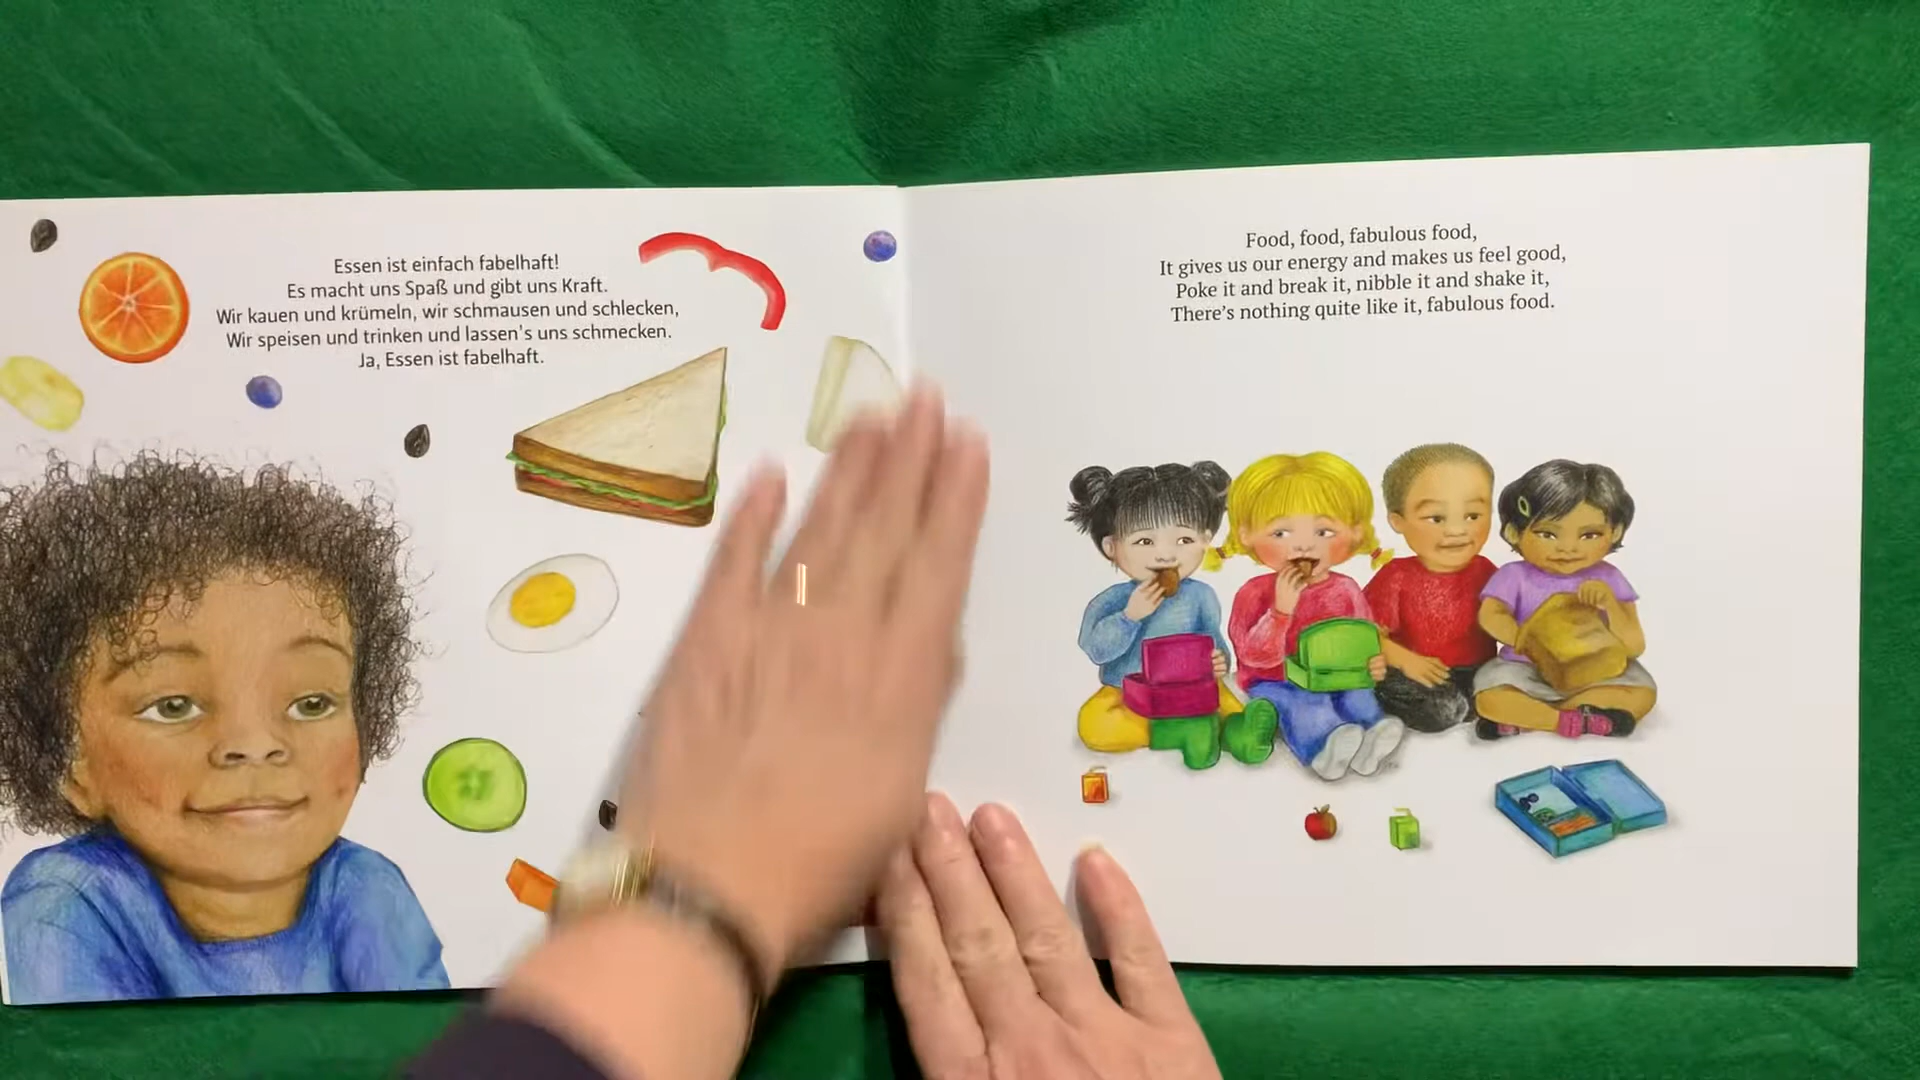 Essen ist einfach fabelhaft!
Es macht uns Spaß und gibt uns Kraft.
Wir kauen und krümeln, wir schmausen und schlecken,
Wir speisen und trinken und lassen's uns schmecken.
Ja, Essen ist fabelhaft.
Food, food, fabulous food,
It gives us our energy and makes us feel good,
Poke it and break it, nibble it and shake it,
There's nothing quite like it, fabulous food.